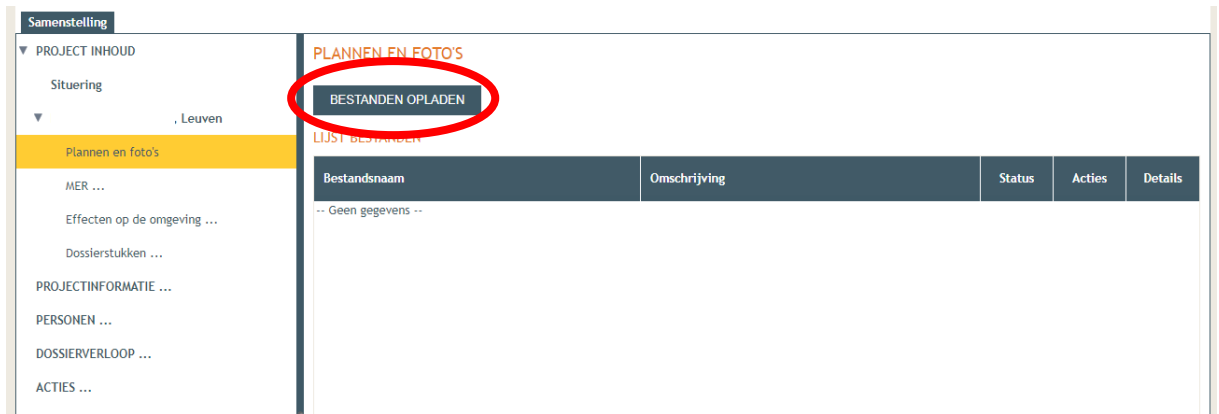 Samenstelling
PROJECT INHOUD
Situering
, Leuven
Plannen en foto's
MER ...
Effecten op de omgeving ...
Dossierstukken ...
PROJECTINFORMATIE ...
PERSONEN ...
DOSSIERVERLOOP ...
ACTIES ...
PLANNEN EN FOTO'S
BESTANDEN OPLADEN
LIJST BESTANDEN
Bestandsnaam Omschrijving Status Acties Details
-- Geen gegevens --